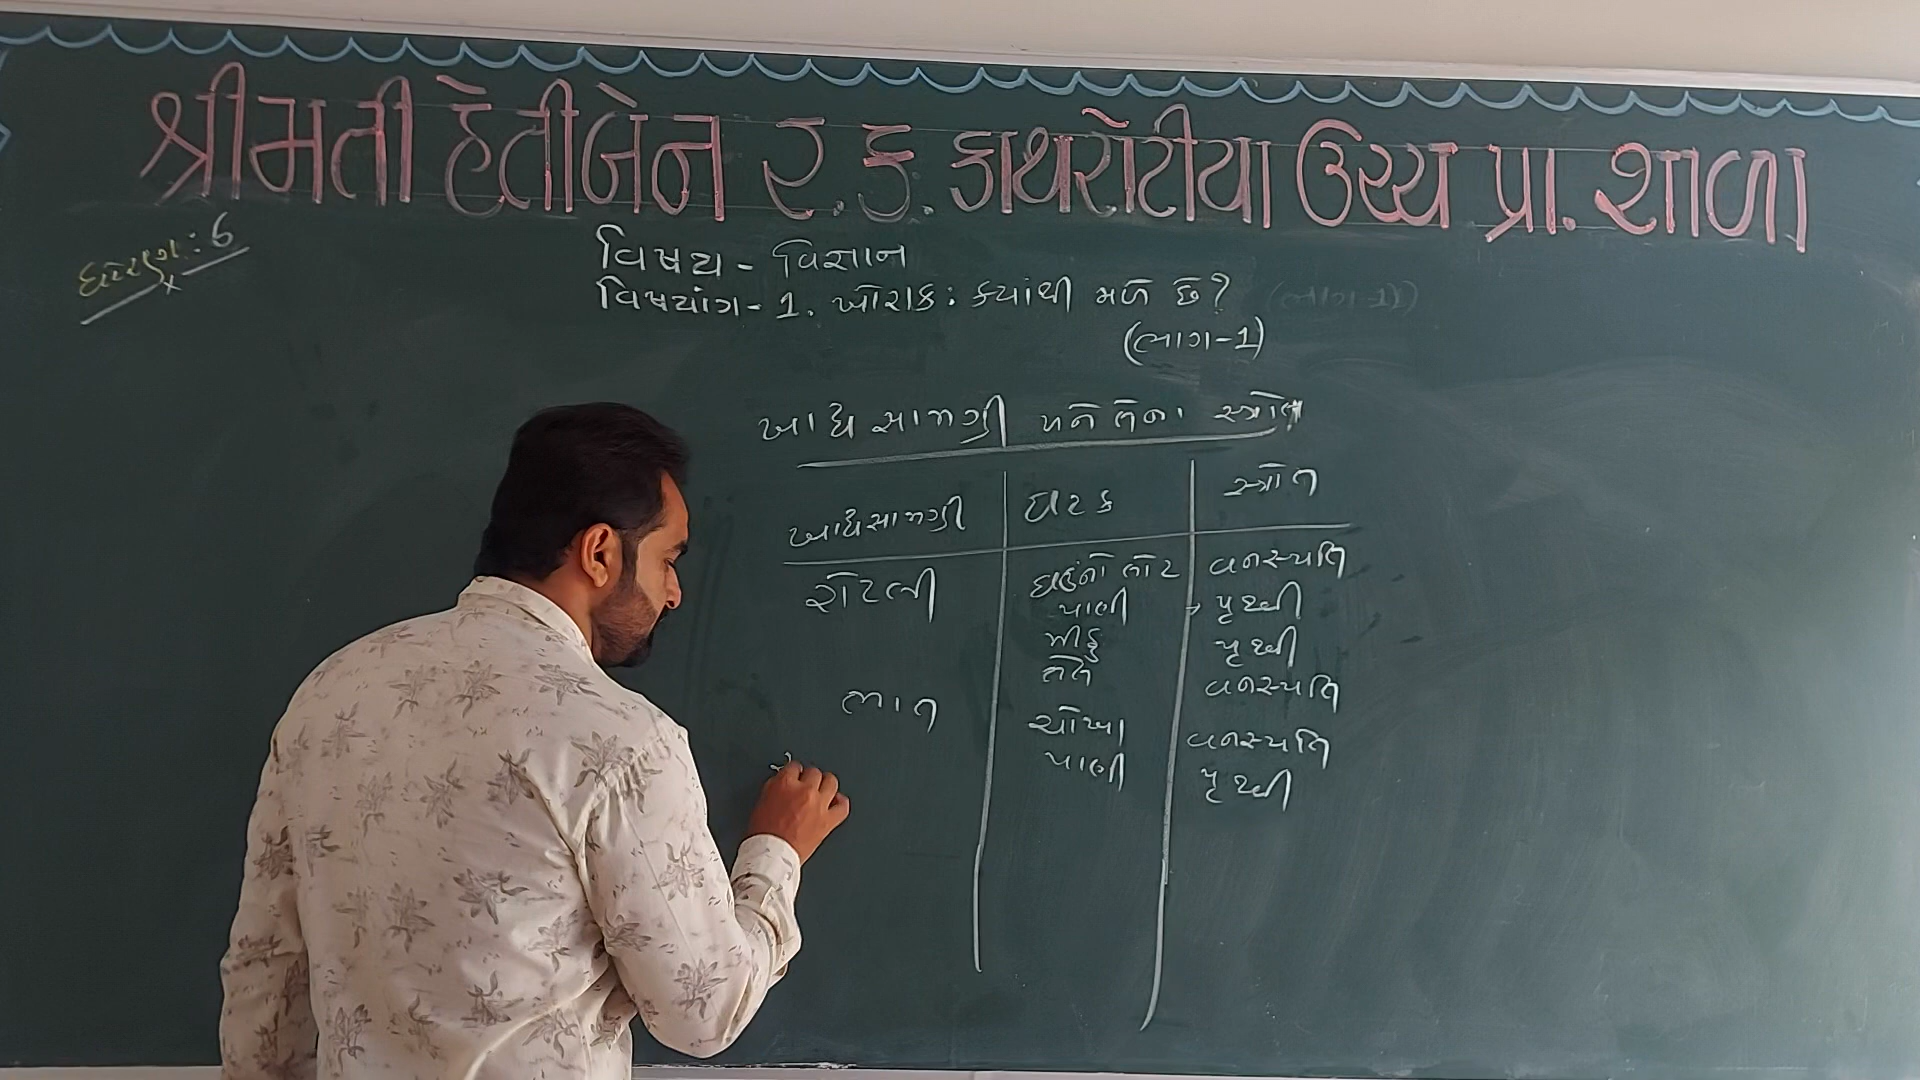 શ્રીમતી હેતીબેન ર. ક. કાથરોટીયા ઉચ્ચ પ્રા. શાળા
ધોરણ : 6
વિષય - વિજ્ઞાન
વિષયાંગ - 1. ખોરાક : ક્યાંથી મળે છે? (ભાગ-1)
(ભાગ-1)
ખાદ્ય સામગ્રી અને તેના સ્ત્રોત
ખાદ્યસામગ્રી ઘટક સ્ત્રોત
રોટલી ઘઉંનો લોટ વનસ્પતિ
પાણી પૃથ્વી
મીઠું પૃથ્વી
તેલ વનસ્પતિ
ભાત ચોખા વનસ્પતિ
પાણી પૃથ્વી